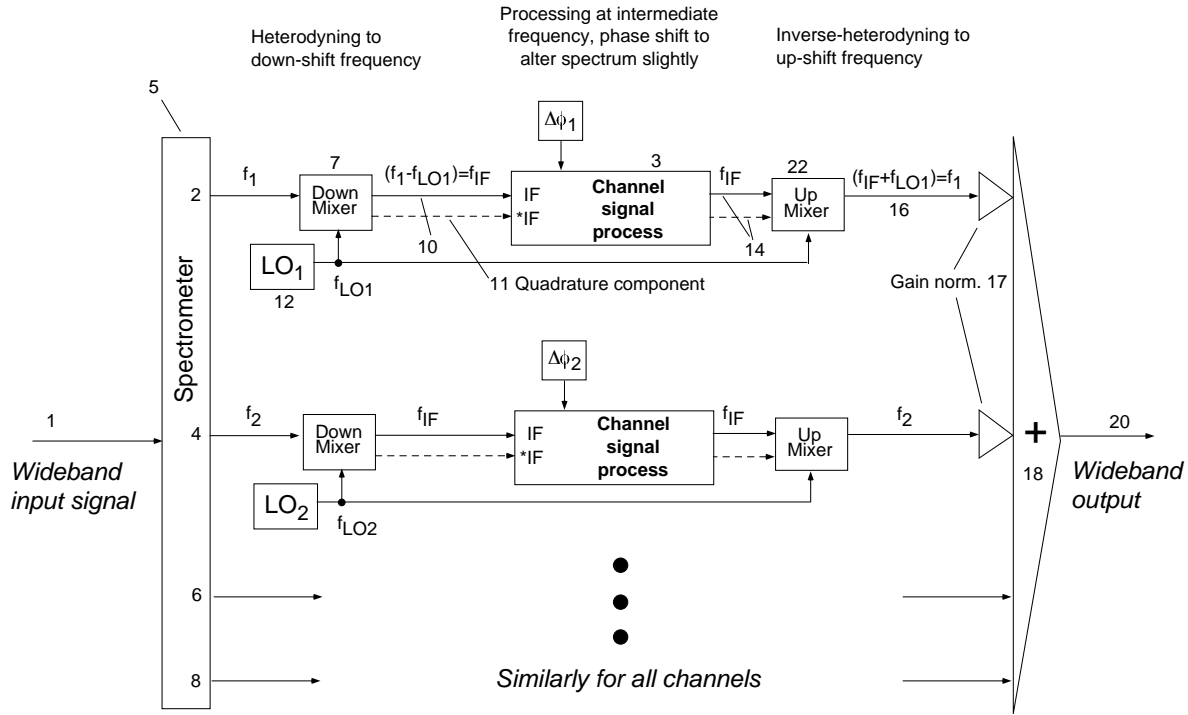 Heterodyning to
down-shift frequency
Processing at intermediate
frequency, phase shift to
alter spectrum slightly
Inverse-heterodyning to
up-shift frequency
5
Δϕ1
2
f1
7
Down
Mixer
(f1-fLO1)=fIF
10
IF
*IF
3
Channel
signal
process
fIF
14
22
Up
Mixer
(fIF+fLO1)=f1
16
LO1
12
fLO1
11 Quadrature component
Gain norm. 17
Spectrometer
Δϕ2
1
Wideband
input signal
4
f2
Down
Mixer
fIF
IF
*IF
Channel
signal
process
fIF
Up
Mixer
f2
+
18
20
Wideband
output
LO2
fLO2
6
8
Similarly for all channels